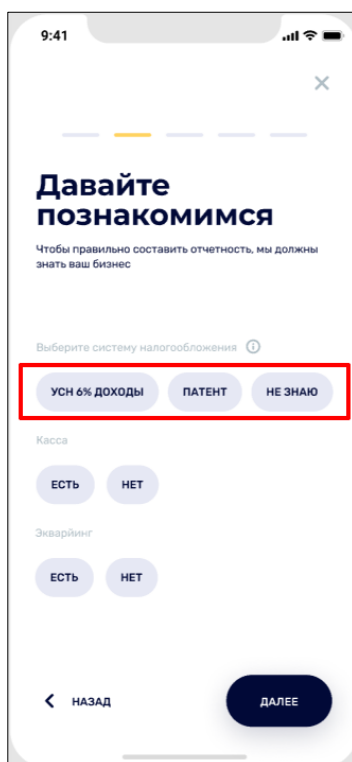 9:41
Давайте
познакомимся
Чтобы правильно составить отчетность, мы должны
знать ваш бизнес
Выберите систему налогообложения
УСН 6% ДОХОДЫ ПАТЕНТ НЕ ЗНАЮ
Касса
ЕСТЬ НЕТ
Экварйинг
ЕСТЬ НЕТ
НАЗАД ДАЛЕЕ